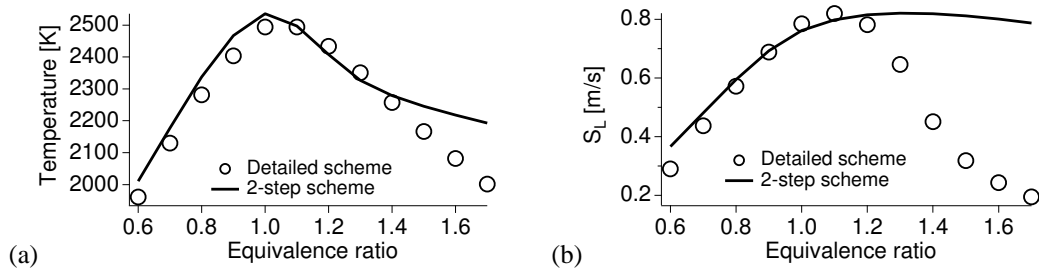 2500
2400
2300
2200
2100
2000
Temperature [K]
Detailed scheme
2-step scheme
0.6 0.8 1.0 1.2 1.4 1.6
Equivalence ratio
(a)
0.8
0.6
0.4
0.2
S_L [m/s]
Detailed scheme
2-step scheme
0.6 0.8 1.0 1.2 1.4 1.6
Equivalence ratio
(b)